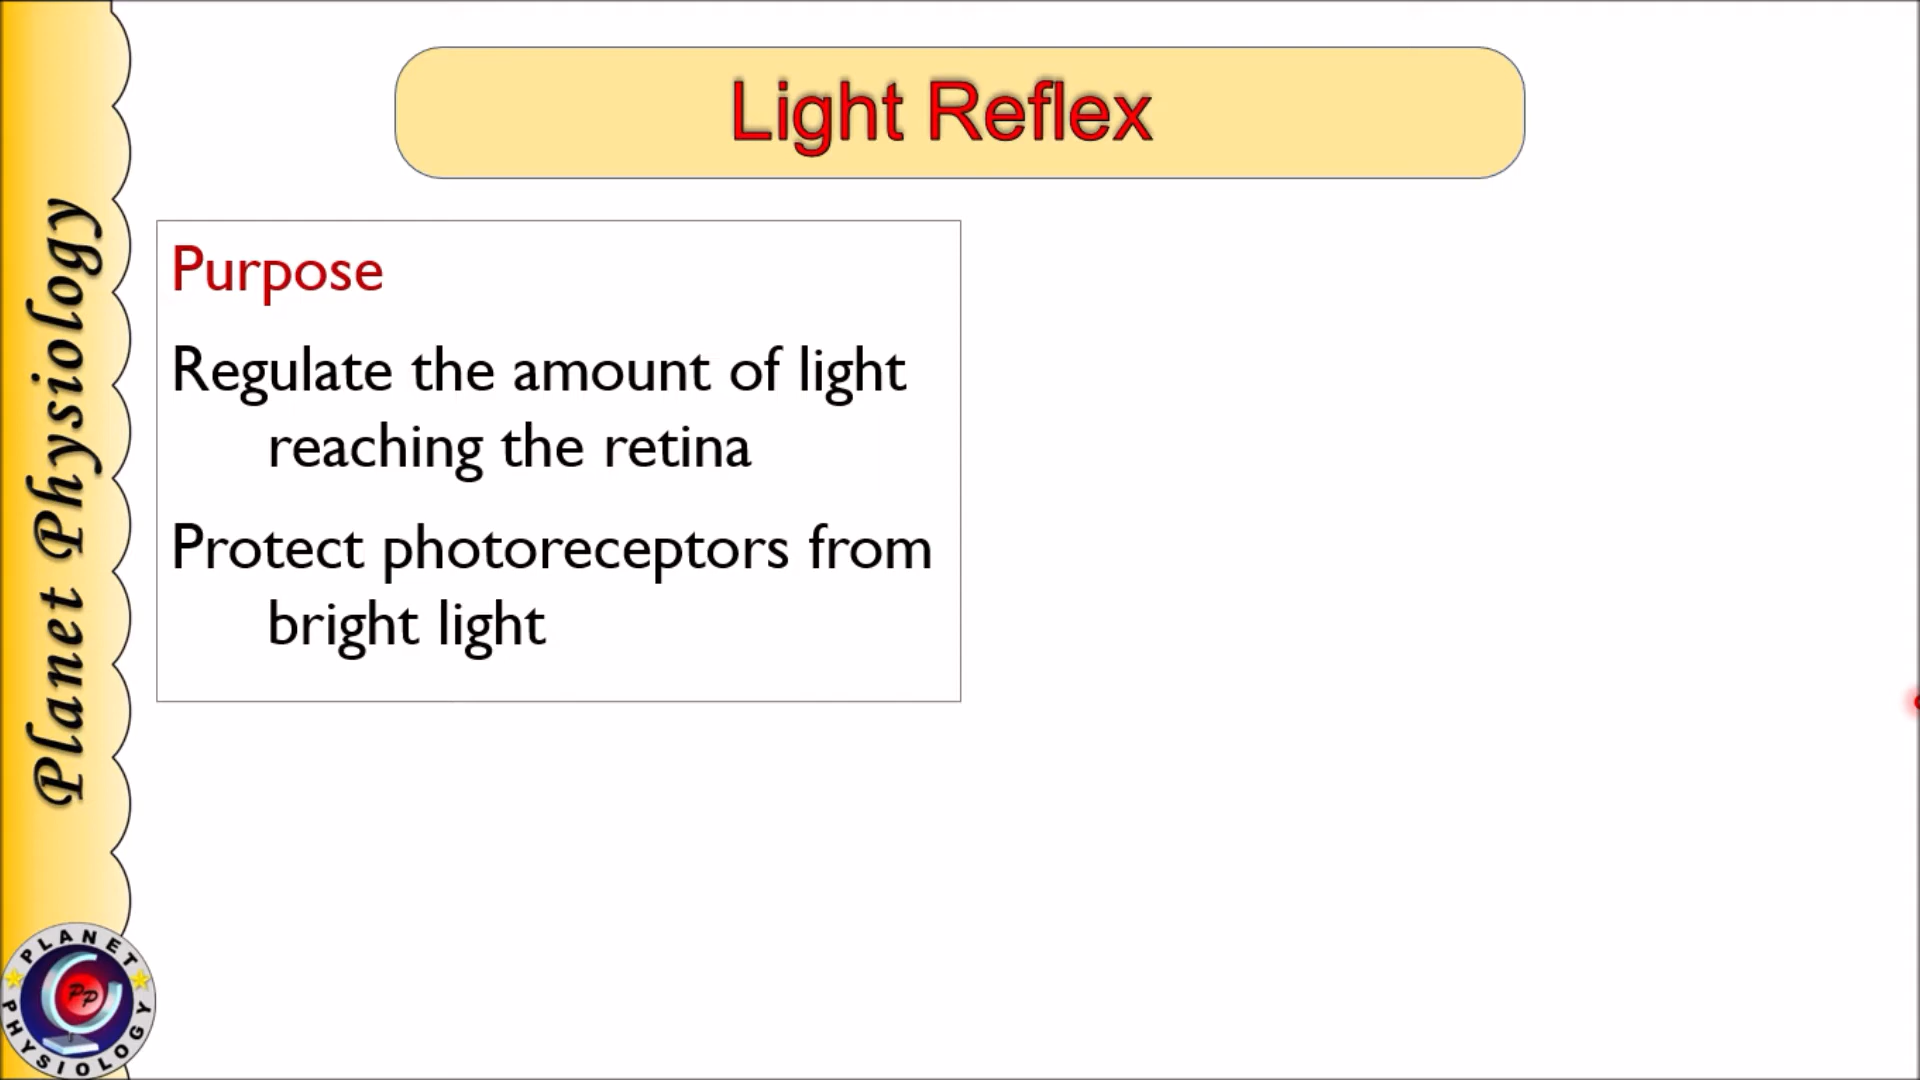 Light Reflex
Planet Physiology
Purpose
Regulate the amount of light
reaching the retina
Protect photoreceptors from
bright light
PLANET
PP
PHYSIOLOGY